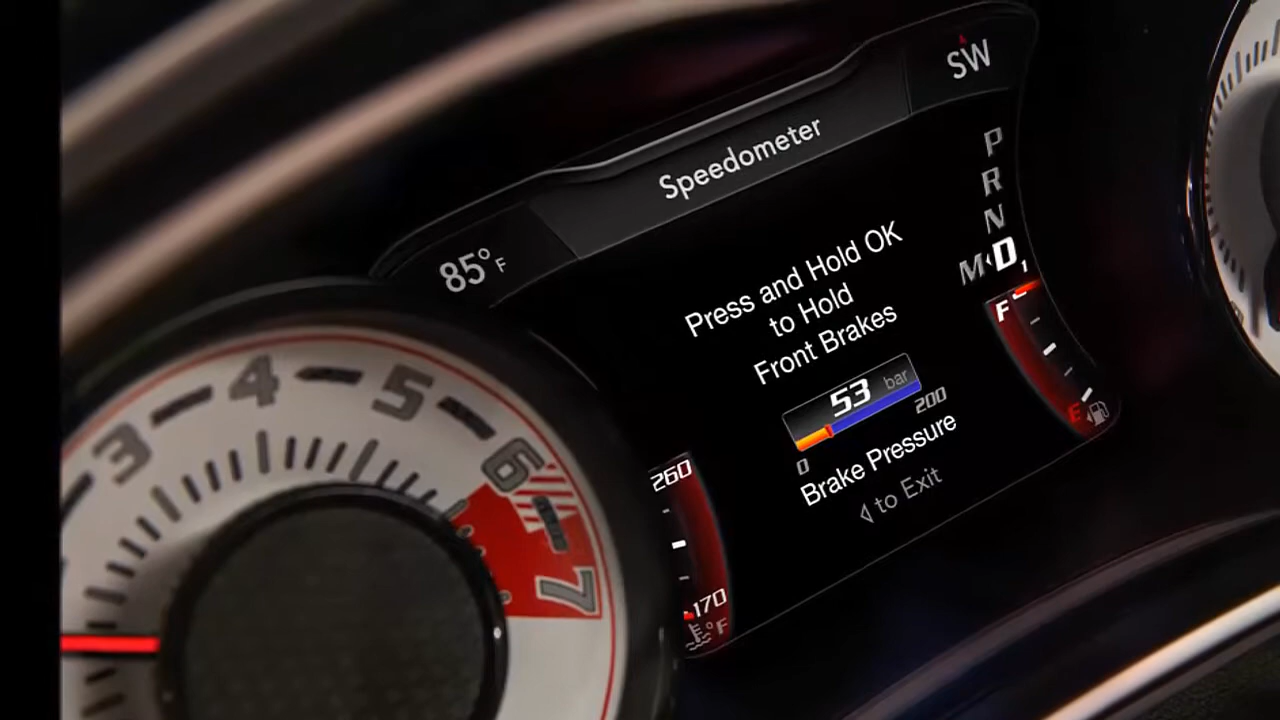 SW
Speedometer
85°F
P
R
N
M D 1
Press and Hold OK
to Hold
Front Brakes
53 bar
0 200
Brake Pressure
to Exit
F
E
260
170
°F
3
4
5
6
7